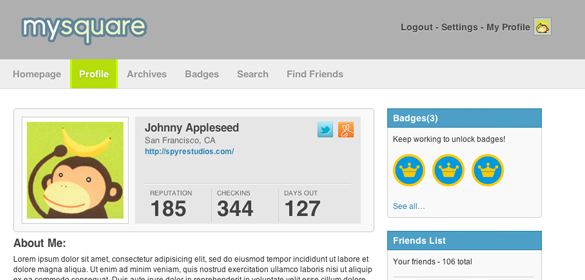 mysquare
Logout - Settings - My Profile
Homepage Profile Archives Badges Search Find Friends
Johnny Appleseed
San Francisco, CA
http://spyrestudios.com/
REPUTATION CHECKINS DAYS OUT
185 344 127
About Me:
Lorem ipsum dolor sit amet, consectetur adipisicing elit, sed do eiusmod tempor incididunt ut labore et
dolore magna aliqua. Ut enim ad minim veniam, quis nostrud exercitation ullamco laboris nisi ut aliquip
ex ea commodo consequat. Duis aute irure dolor in reprehenderit in voluptate velit esse cillum dolore
Badges(3)
Keep working to unlock badges!
See all...
Friends List
Your friends - 106 total